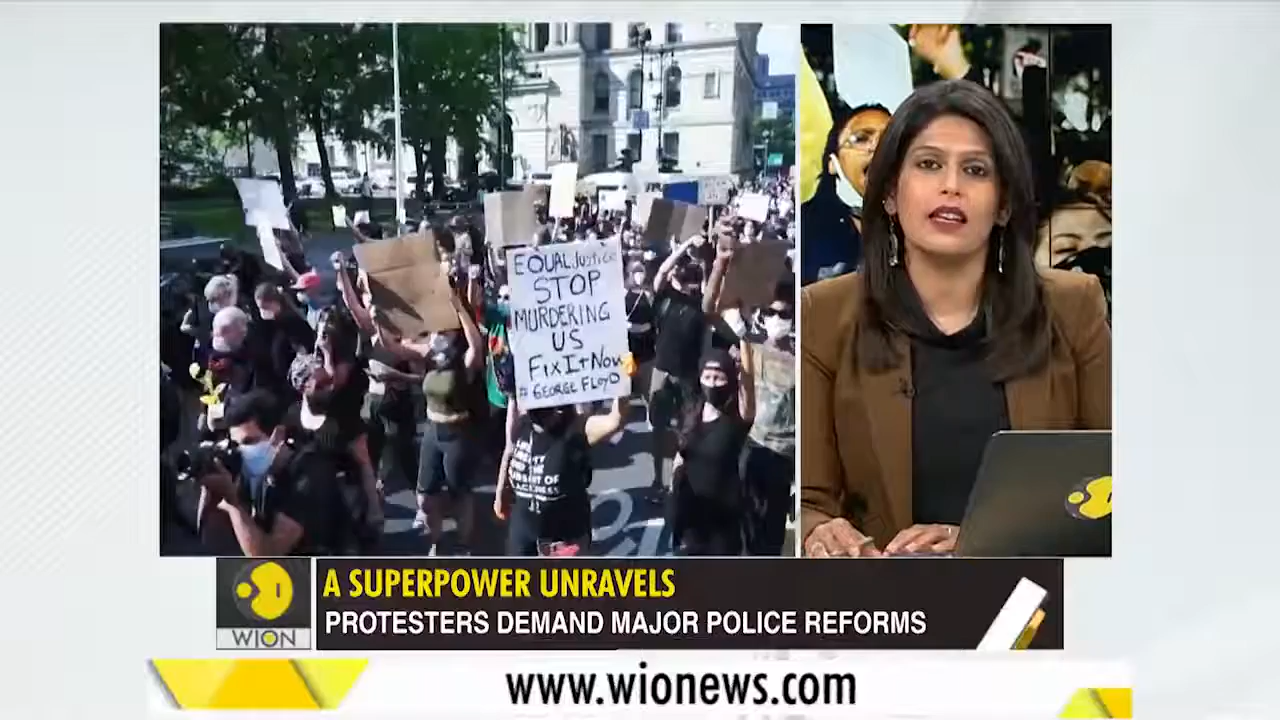 EQUAL JUSTICE
STOP
MURDERING
US
FIX IT NOW
# GEORGE FLOYD
A SUPERPOWER UNRAVELS
PROTESTERS DEMAND MAJOR POLICE REFORMS
WION
www.wionews.com